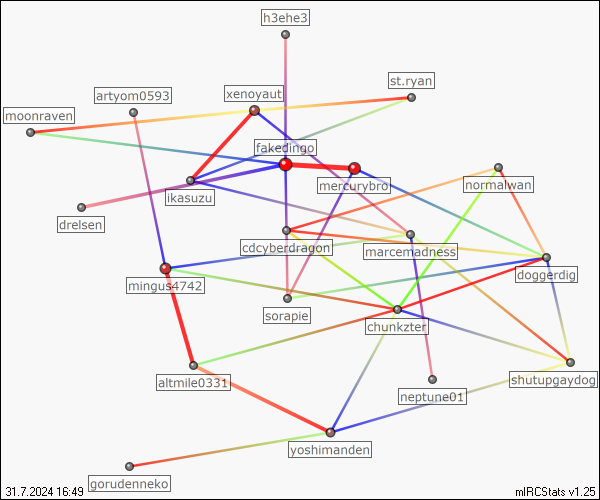 h3ehe3
st.ryan
artyom0593
xenoyaut
moonraven
fakedingo
mercurybro
normalwan
ikasuzu
drelsen
cdcyberdragon
marcemadness
doggerdig
mingus4742
sorapie
chunkzter
altmile0331
shutupgaydog
neptune01
yoshimanden
gorudenneko
31.7.2024 16:49
mIRCStats v1.25